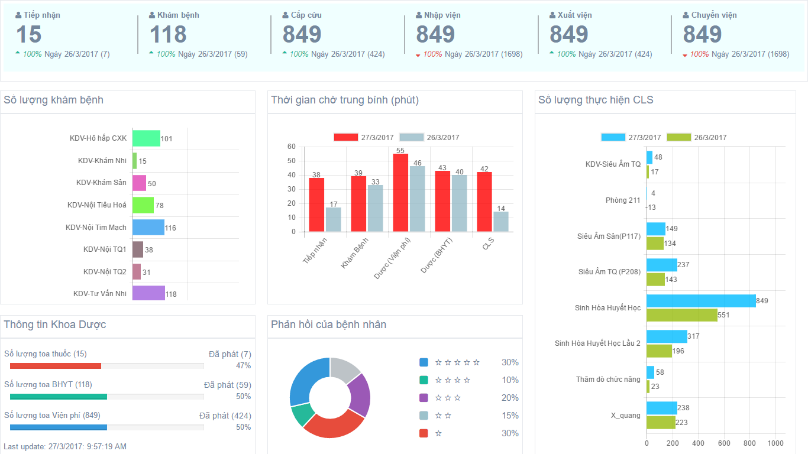 Tiếp nhận
15
100% Ngày 26/3/2017 (7)
Khám bệnh
118
100% Ngày 26/3/2017 (59)
Cấp cứu
849
100% Ngày 26/3/2017 (424)
Nhập viện
849
100% Ngày 26/3/2017 (1698)
Xuất viện
849
100% Ngày 26/3/2017 (424)
Chuyển viện
849
100% Ngày 26/3/2017 (1698)
Số lượng khám bệnh
KDV-Hô hấp CXK 101
KDV-Khám Nhi 15
KDV-Khám Sản 50
KDV-Nội Tiêu Hoá 78
KDV-Nội Tim Mạch 116
KDV-Nội TQ1 38
KDV-Nội TQ2 31
KDV-Tư Vấn Nhi 118
Thời gian chờ trung bình (phút)
27/3/2017 26/3/2017
60
50
40
30
20
10
0
38 17
39 33
55 46
43 40
42 14
Tiếp nhận
Khám Bệnh
Dược (Viện phí)
Dược (BHYT)
CLS
Số lượng thực hiện CLS
27/3/2017 26/3/2017
KDV-Siêu Âm TQ 48
17
Phòng 211 4
13
Siêu Âm Sản(P117) 149
134
Siêu Âm TQ (P208) 237
143
Sinh Hóa Huyết Học 849
551
Sinh Hóa Huyết Học Lầu 2 317
196
Thăm dò chức năng 58
23
X_quang 238
223
0 200 400 600 800 1000
Thông tin Khoa Dược
Số lượng toa thuốc (15) Đã phát (7)
47%
Số lượng toa BHYT (118) Đã phát (59)
50%
Số lượng toa Viện phí (849) Đã phát (424)
50%
Last update: 27/3/2017: 9:57:19 AM
Phản hồi của bệnh nhân
☆ ☆ ☆ ☆ ☆ 30%
☆ ☆ ☆ ☆ 10%
☆ ☆ ☆ 20%
☆ ☆ 15%
☆ 30%